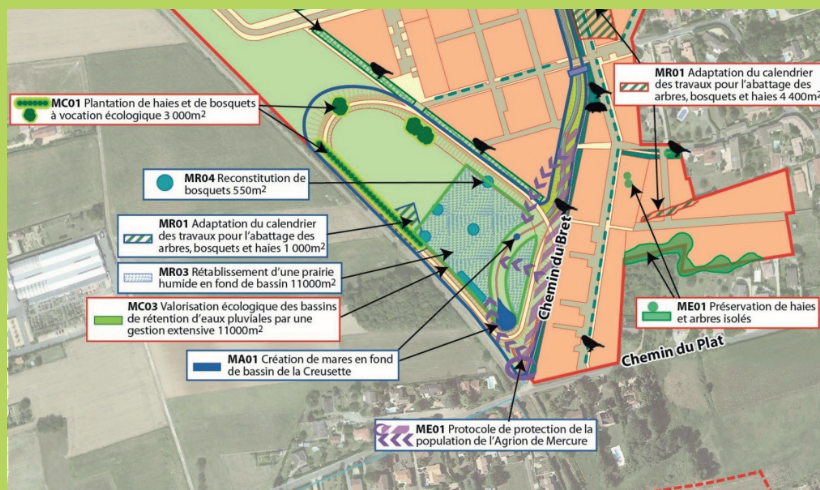 MC01 Plantation de haies et de bosquets
à vocation écologique 3 000m²
MR01 Adaptation du calendrier
des travaux pour l'abattage des
arbres, bosquets et haies 4 400m²
MR04 Reconstitution de
bosquets 550m²
MR01 Adaptation du calendrier
des travaux pour l'abattage des
arbres, bosquets et haies 1 000m²
MR03 Rétablissement d'une prairie
humide en fond de bassin 11000m²
MC03 Valorisation écologique des bassins
de rétention d'eaux pluviales par une
gestion extensive 11000m²
MA01 Création de mares en fond
de bassin de la Creusette
Chemin du Bret
ME01 Préservation de haies
et arbres isolés
Chemin du Plat
ME01 Protocole de protection de la
population de l'Agrion de Mercure